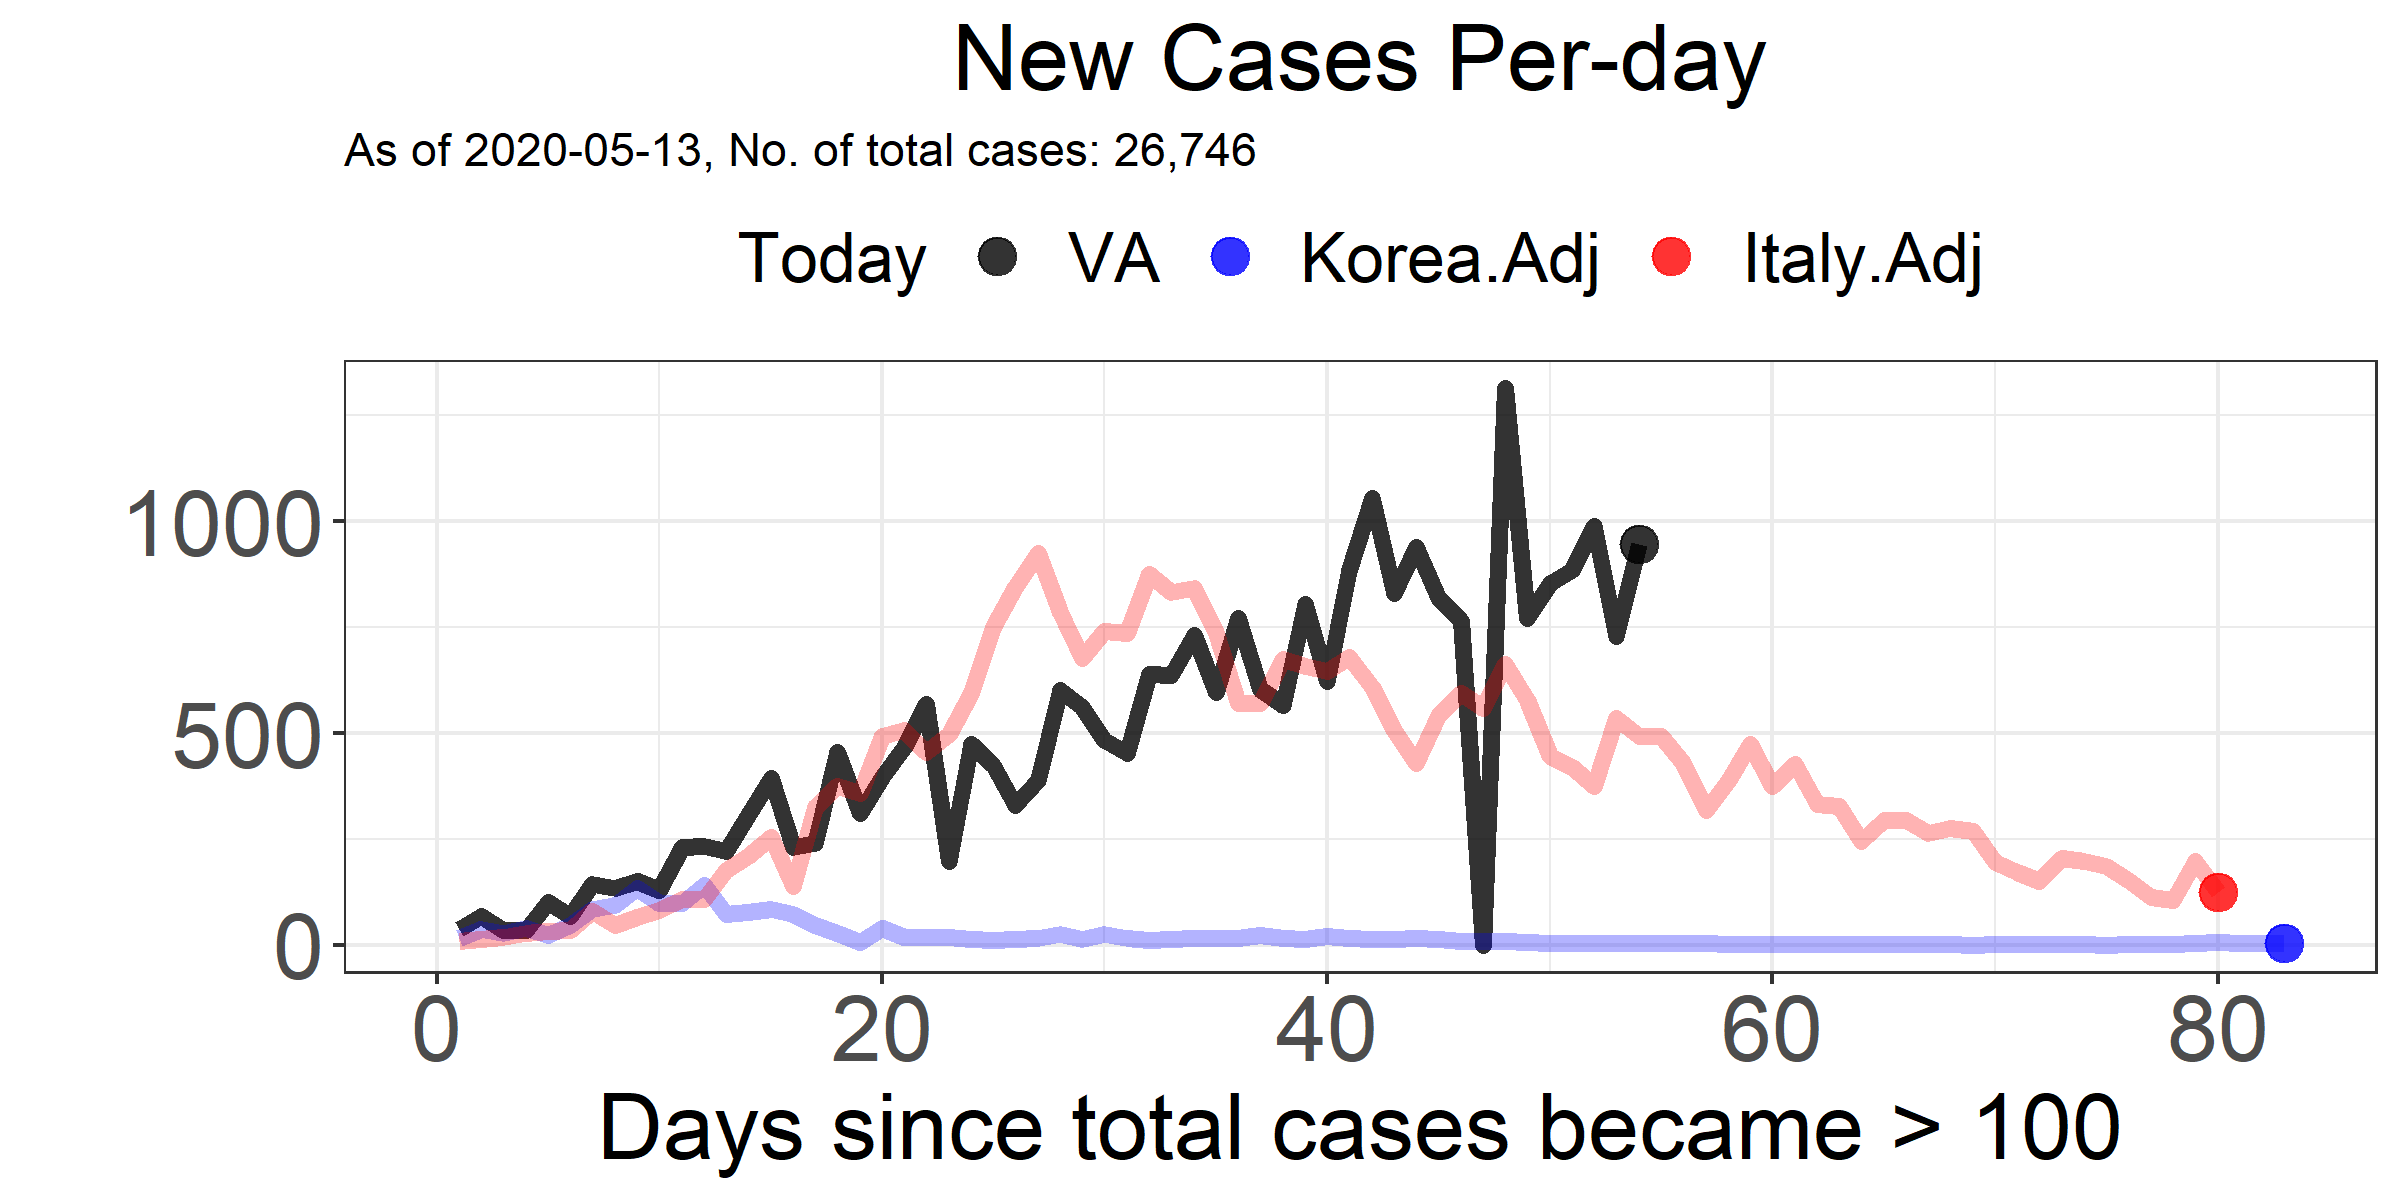 New Cases Per-day
As of 2020-05-13, No. of total cases: 26,746
Today VA Korea.Adj Italy.Adj
1000
500
0
0 20 40 60 80
Days since total cases became > 100